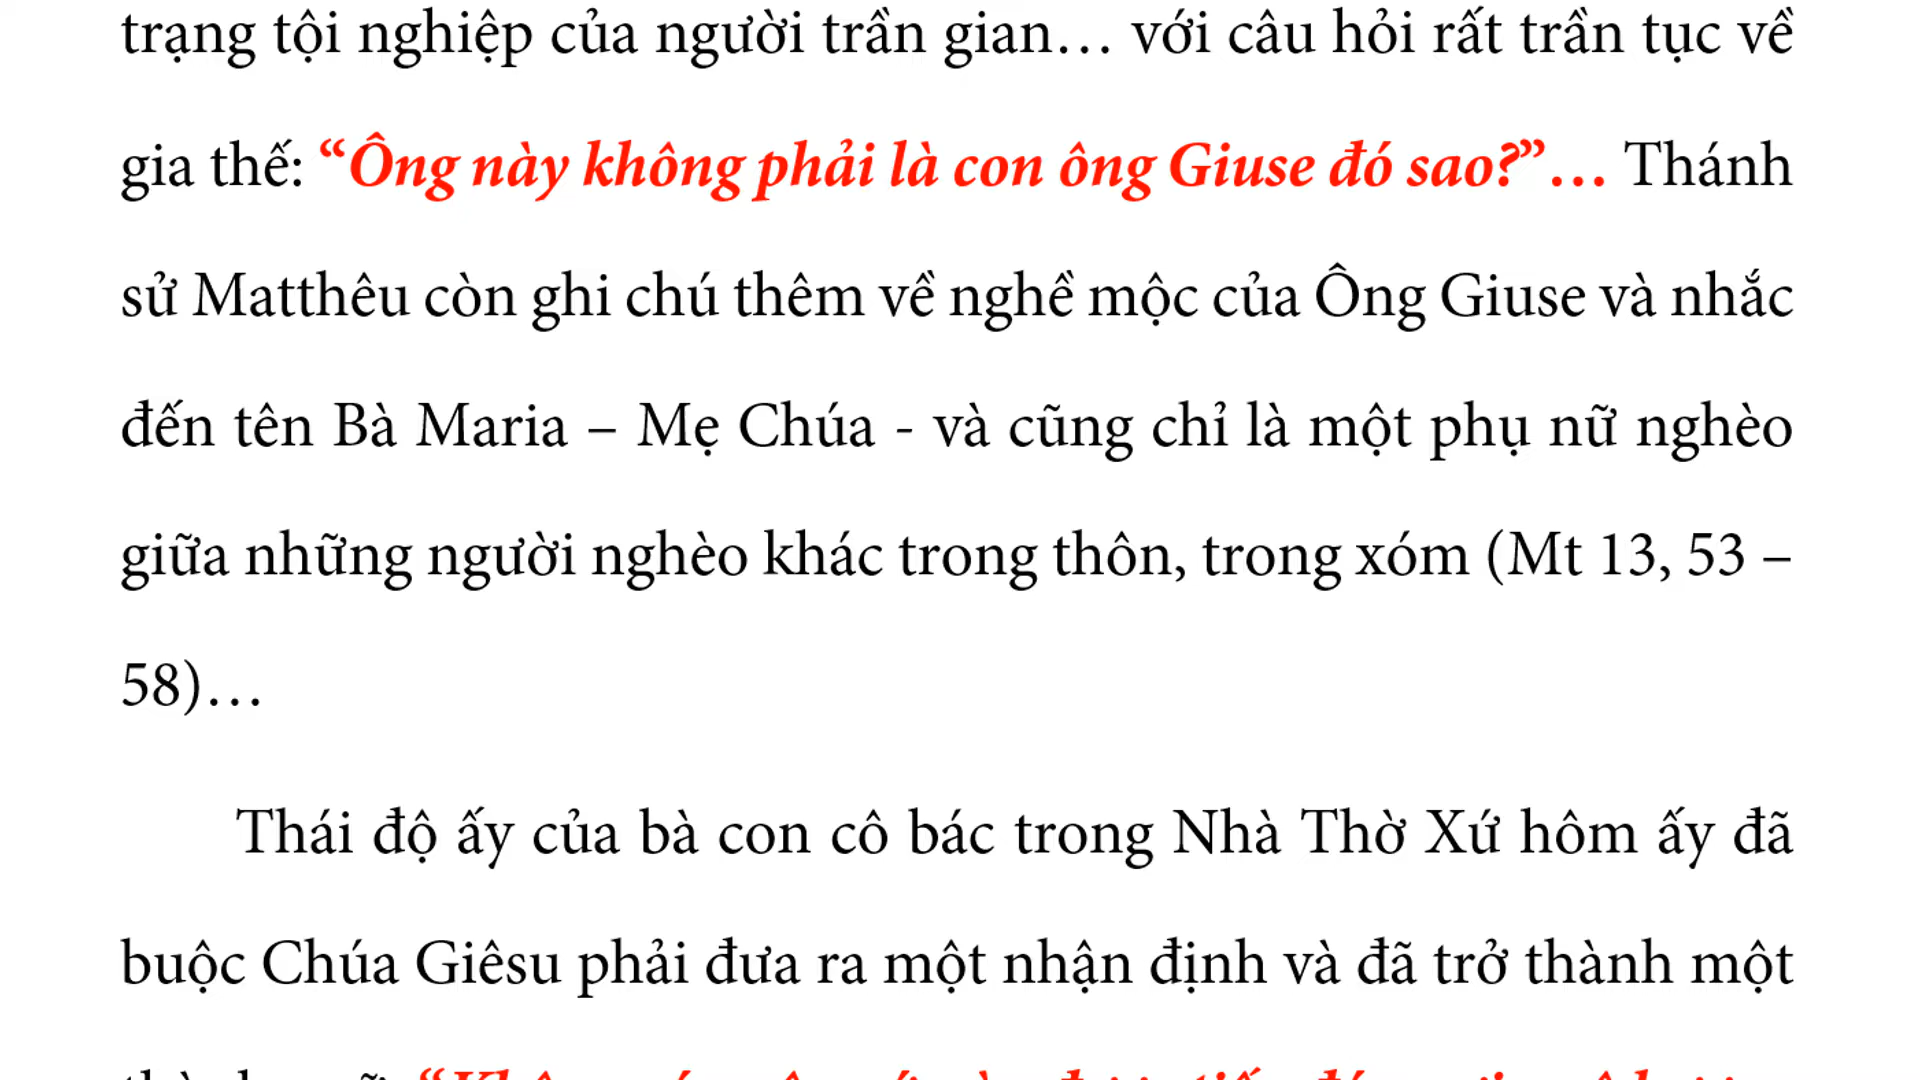 trạng tội nghiệp của người trần gian… với câu hỏi rất trần tục về
gia thế: “Ông này không phải là con ông Giuse đó sao?”… Thánh
sử Matthêu còn ghi chú thêm về nghề mộc của Ông Giuse và nhắc
đến tên Bà Maria – Mẹ Chúa - và cũng chỉ là một phụ nữ nghèo
giữa những người nghèo khác trong thôn, trong xóm (Mt 13, 53 –
58)…
Thái độ ấy của bà con cô bác trong Nhà Thờ Xứ hôm ấy đã
buộc Chúa Giêsu phải đưa ra một nhận định và đã trở thành một